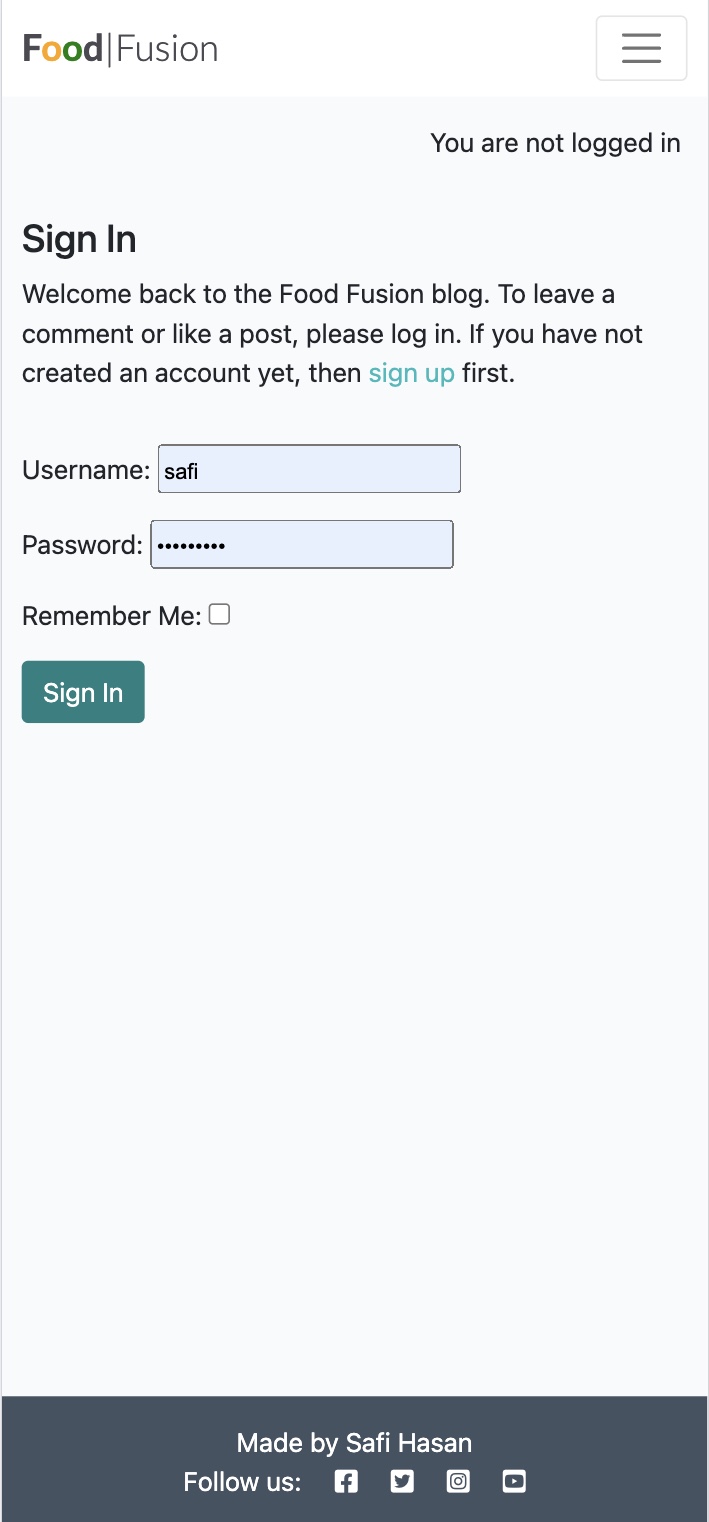 Food|Fusion
You are not logged in
Sign In
Welcome back to the Food Fusion blog. To leave a
comment or like a post, please log in. If you have not
created an account yet, then sign up first.
Username: safi
Password: •••••••••
Remember Me:
Sign In
Made by Safi Hasan
Follow us: